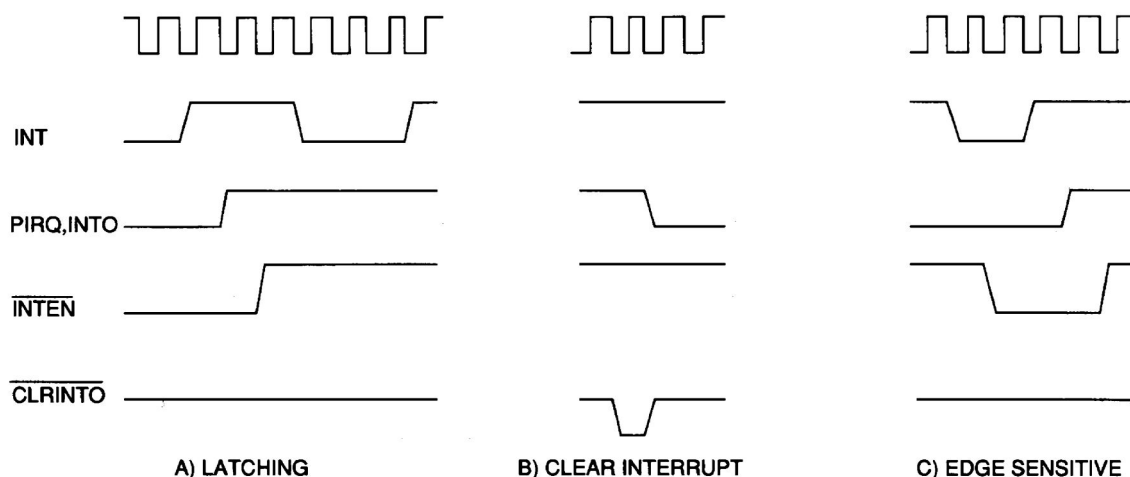 INT
PIRQ,INTO
INTEN
CLRINTO
A) LATCHING
B) CLEAR INTERRUPT
C) EDGE SENSITIVE